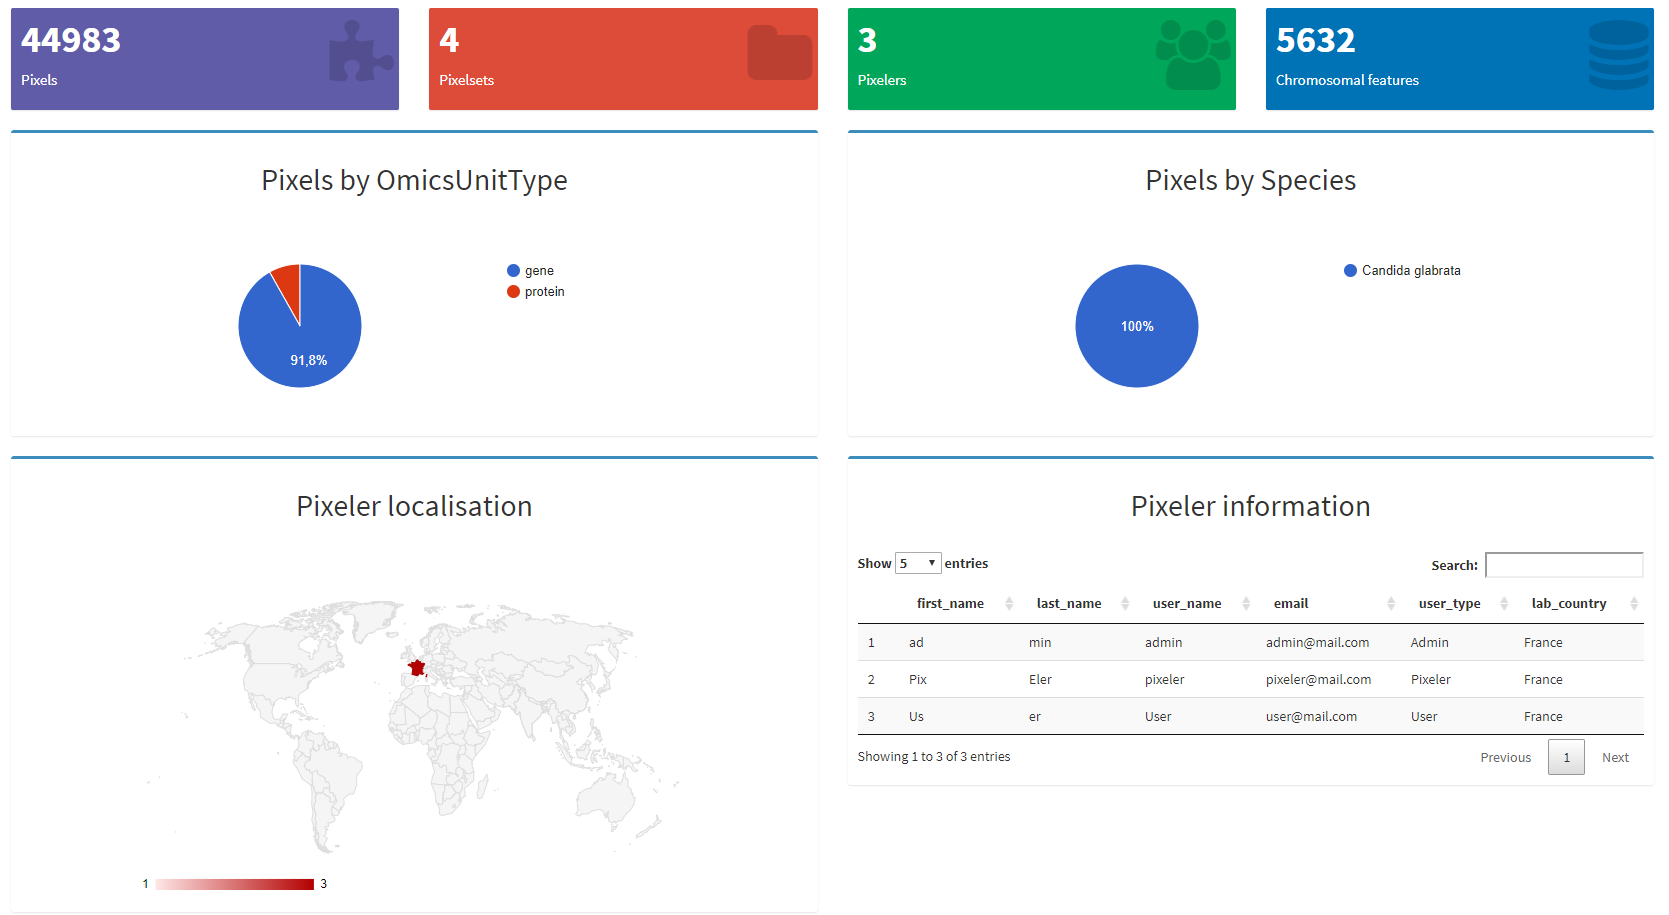 44983
Pixels
4
Pixelsets
3
Pixelers
5632
Chromosomal features
Pixels by OmicsUnitType
gene
protein
91,8%
Pixels by Species
Candida glabrata
100%
Pixeler localisation
1 3
Pixeler information
Show 5 entries Search:
first_name last_name user_name email user_type lab_country
1 ad min admin admin@mail.com Admin France
2 Pix Eler pixeler pixeler@mail.com Pixeler France
3 Us er User user@mail.com User France
Showing 1 to 3 of 3 entries Previous 1 Next